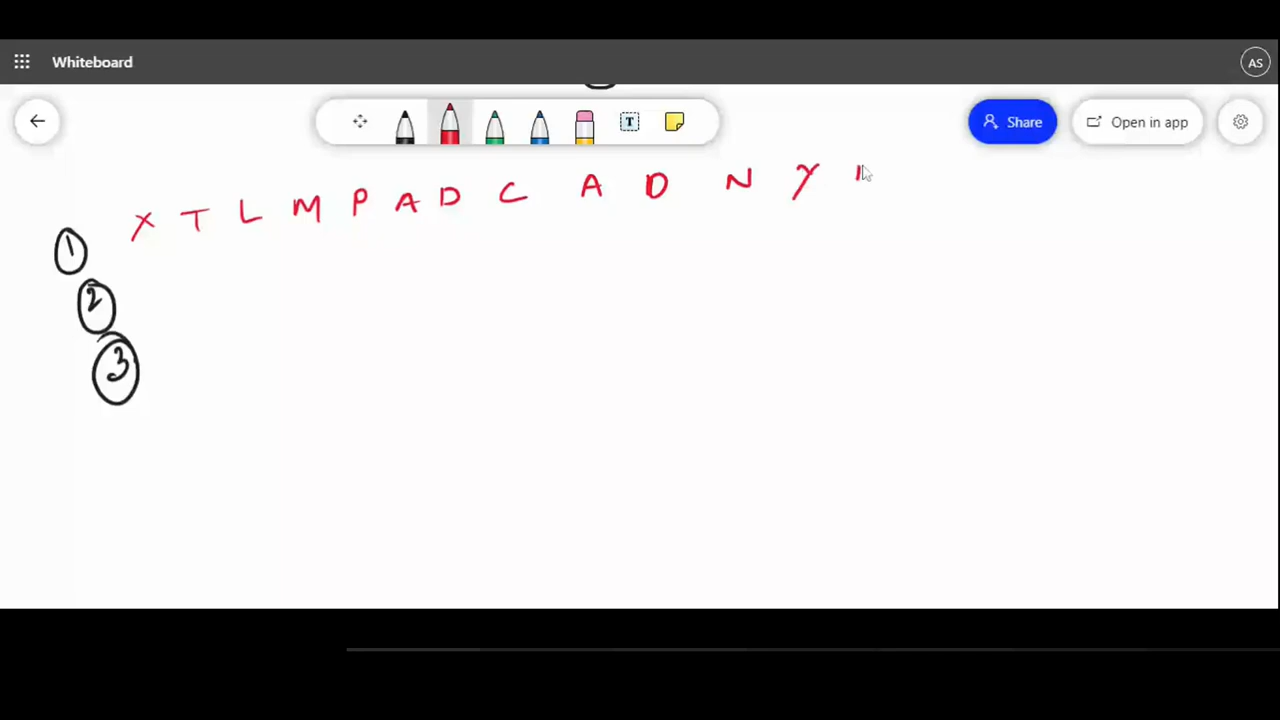 Whiteboard
AS
T
Share
Open in app
X T L M P A D C A D N Y
1
2
3